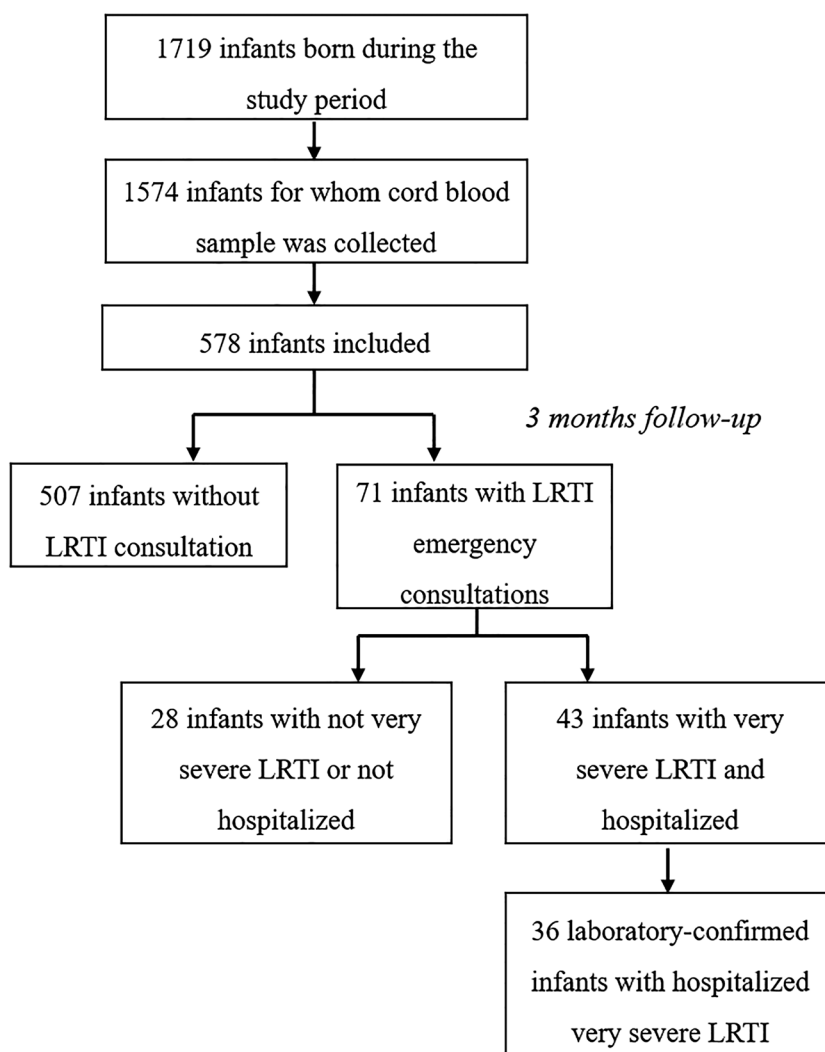 1719 infants born during the
study period
1574 infants for whom cord blood
sample was collected
578 infants included
3 months follow-up
507 infants without
LRTI consultation
71 infants with LRTI
emergency
consultations
28 infants with not very
severe LRTI or not
hospitalized
43 infants with very
severe LRTI and
hospitalized
36 laboratory-confirmed
infants with hospitalized
very severe LRTI